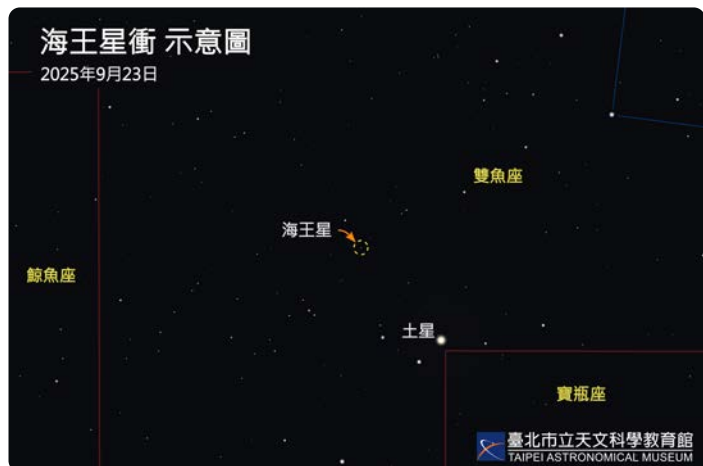 海王星衝 示意圖
2025年9月23日
雙魚座
海王星
鯨魚座
土星
寶瓶座
臺北市立天文科學教育館
TAIPEI ASTRONOMICAL MUSEUM